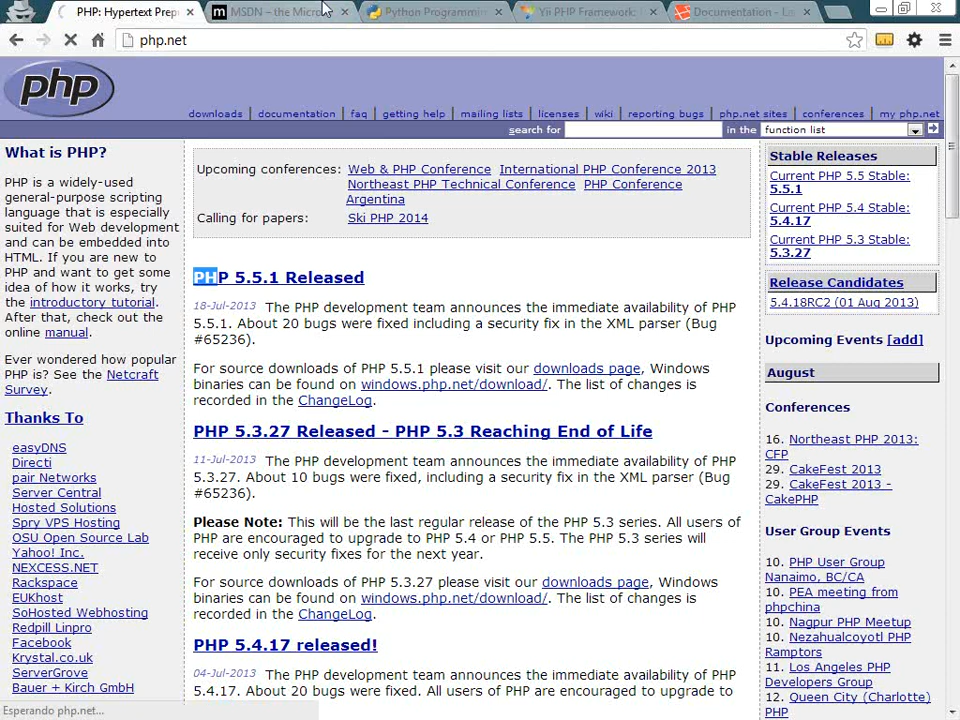 PHP: Hypertext Prep
MSDN – the Micro
Python Programmin
Yii PHP Framework:
Documentation - L
php.net
php
downloads documentation faq getting help mailing lists licenses wiki reporting bugs php.net sites conferences my php.net
search for in the function list
What is PHP?
PHP is a widely-used
general-purpose scripting
language that is especially
suited for Web development
and can be embedded into
HTML. If you are new to
PHP and want to get some
idea of how it works, try
the introductory tutorial.
After that, check out the
online manual.
Ever wondered how popular
PHP is? See the Netcraft
Survey.
Thanks To
easyDNS
Directi
pair Networks
Server Central
Hosted Solutions
Spry VPS Hosting
OSU Open Source Lab
Yahoo! Inc.
NEXCESS.NET
Rackspace
EUKhost
SoHosted Webhosting
Redpill Linpro
Facebook
Krystal.co.uk
ServerGrove
Bauer + Kirch GmbH
Upcoming conferences: Web & PHP Conference International PHP Conference 2013
Northeast PHP Technical Conference PHP Conference
Argentina
Calling for papers: Ski PHP 2014
PHP 5.5.1 Released
18-Jul-2013 The PHP development team announces the immediate availability of PHP
5.5.1. About 20 bugs were fixed including a security fix in the XML parser (Bug
#65236).
For source downloads of PHP 5.5.1 please visit our downloads page, Windows
binaries can be found on windows.php.net/download/. The list of changes is
recorded in the ChangeLog.
PHP 5.3.27 Released - PHP 5.3 Reaching End of Life
11-Jul-2013 The PHP development team announces the immediate availability of PHP
5.3.27. About 10 bugs were fixed, including a security fix in the XML parser (Bug
#65236).
Please Note: This will be the last regular release of the PHP 5.3 series. All users of
PHP are encouraged to upgrade to PHP 5.4 or PHP 5.5. The PHP 5.3 series will
receive only security fixes for the next year.
For source downloads of PHP 5.3.27 please visit our downloads page, Windows
binaries can be found on windows.php.net/download/. The list of changes is
recorded in the ChangeLog.
PHP 5.4.17 released!
04-Jul-2013 The PHP development team announces the immediate availability of PHP
5.4.17. About 20 bugs were fixed. All users of PHP are encouraged to upgrade to
Stable Releases
Current PHP 5.5 Stable:
5.5.1
Current PHP 5.4 Stable:
5.4.17
Current PHP 5.3 Stable:
5.3.27
Release Candidates
5.4.18RC2 (01 Aug 2013)
Upcoming Events [add]
August
Conferences
16. Northeast PHP 2013:
CFP
29. CakeFest 2013
29. CakeFest 2013 -
CakePHP
User Group Events
10. PHP User Group
Nanaimo, BC/CA
10. PEA meeting from
phpchina
10. Nagpur PHP Meetup
10. Nezahualcoyotl PHP
Ramptors
11. Los Angeles PHP
Developers Group
12. Queen City (Charlotte)
PHP
Esperando php.net...